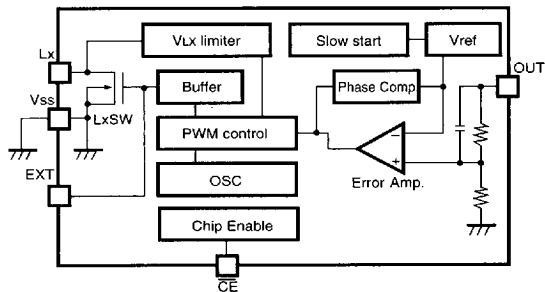 VLX limiter
Slow start
Vref
LX
OUT
Buffer
Phase Comp
VSS
LxSW
PWM control
+
Error Amp.
EXT
OSC
Chip Enable
C̅E̅